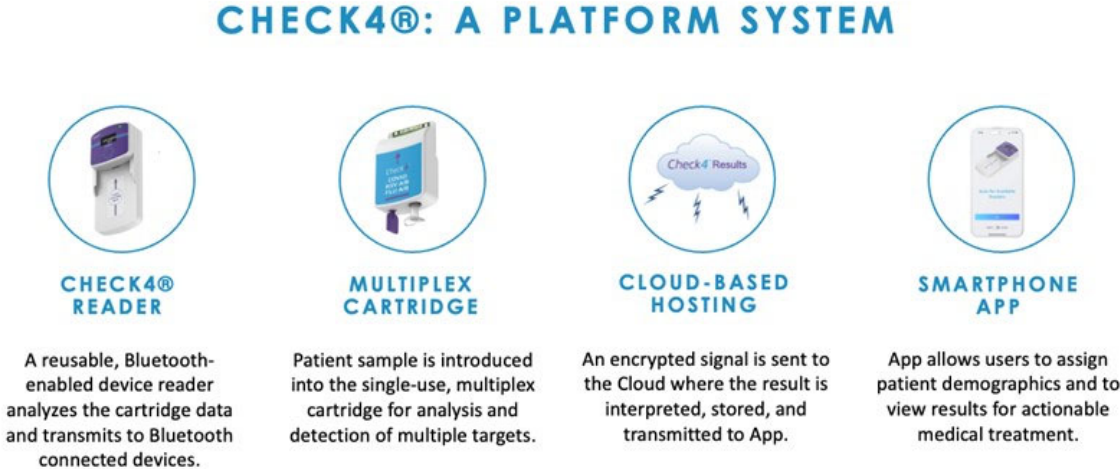 CHECK4®: A PLATFORM SYSTEM
CHECK4®
READER
A reusable, Bluetooth-
enabled device reader
analyzes the cartridge data
and transmits to Bluetooth
connected devices.
Check4
COVID
RSV A/B
FLU A/B
MULTIPLEX
CARTRIDGE
Patient sample is introduced
into the single-use, multiplex
cartridge for analysis and
detection of multiple targets.
Check4 Results
CLOUD-BASED
HOSTING
An encrypted signal is sent to
the Cloud where the result is
interpreted, stored, and
transmitted to App.
SMARTPHONE
APP
App allows users to assign
patient demographics and to
view results for actionable
medical treatment.